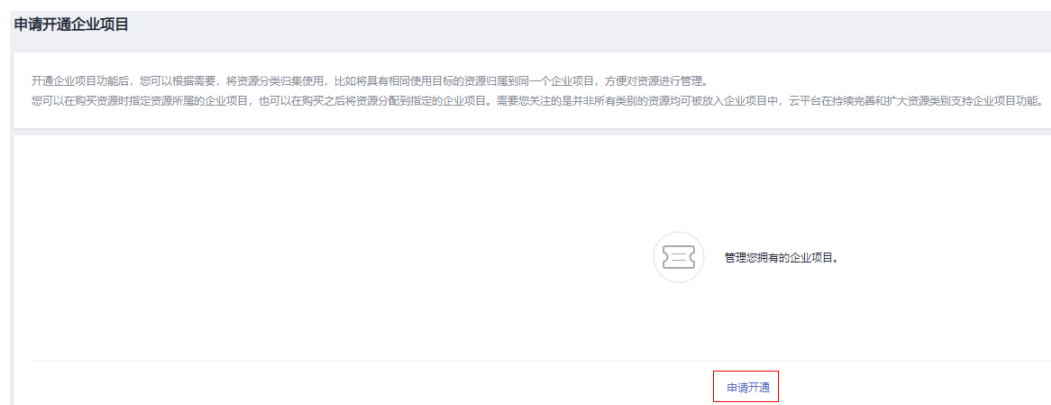 申请开通企业项目
开通企业项目功能后，您可以根据需要，将资源分类归集使用，比如将具有相同使用目标的资源归属到同一个企业项目，方便对资源进行管理。
您可以在购买资源时指定资源所属的企业项目，也可以在购买之后将资源分配到指定的企业项目。需要您关注的是并非所有类别的资源均可被放入企业项目中，云平台在持续完善和扩大资源类别支持企业项目功能。
管理您拥有的企业项目。
申请开通